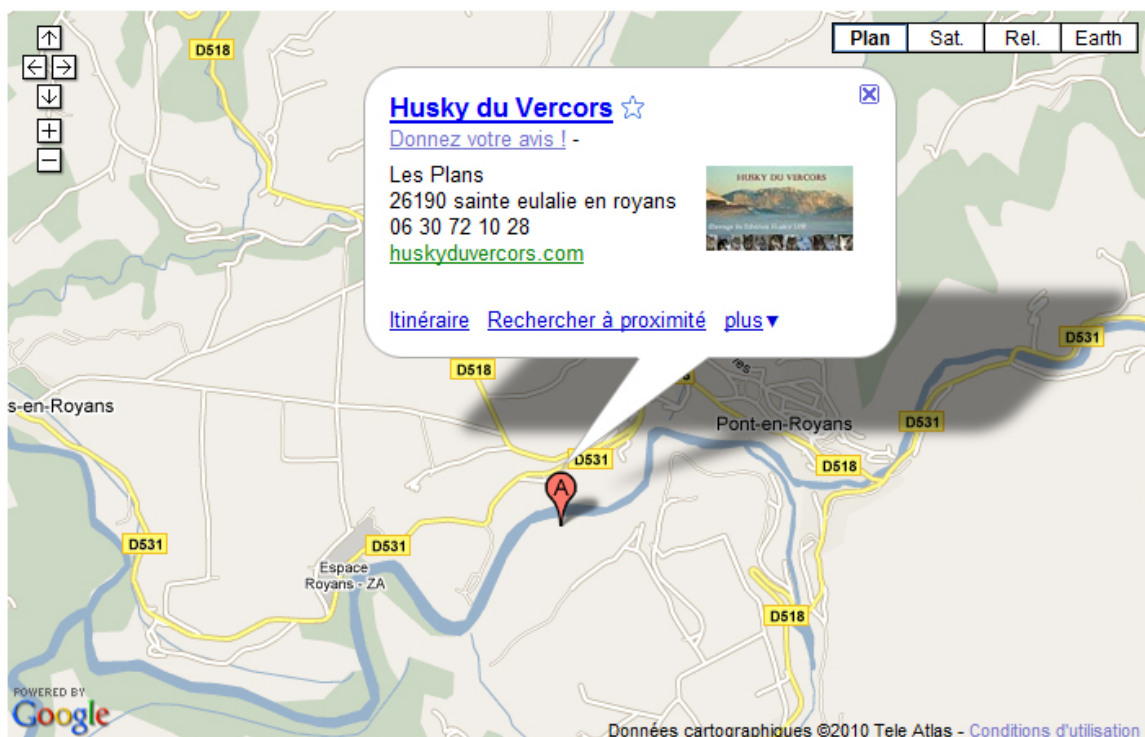 D518
Plan
Sat.
Rel.
Earth
Husky du Vercors
Donnez votre avis ! -
Les Plans
26190 sainte eulalie en royans
06 30 72 10 28
huskyduvercors.com
HUSKY DU VERCORS
Itinéraire Rechercher à proximité plus
D531
D518
s-en-Royans
Pont-en-Royans
D531
D531
D518
A
D531
D531
Espace
Royans - ZA
D518
POWERED BY
Google
Données cartographiques ©2010 Tele Atlas - Conditions d'utilisation